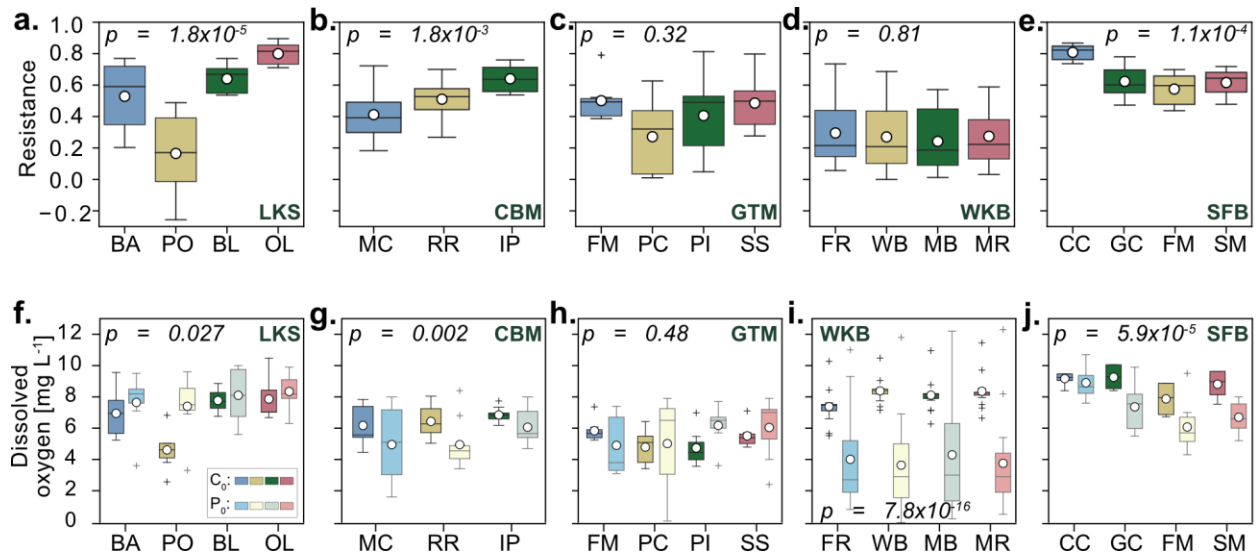 a. b. c. d. e.
p = 1.8x10-5 p = 1.8x10-3 p = 0.32 p = 0.81 p = 1.1x10-4
Resistance
1.0
0.8
0.6
0.4
0.2
0.0
−0.2
LKS CBM GTM WKB SFB
BA PO BL OL MC RR IP FM PC PI SS FR WB MB MR CC GC FM SM
f. g. h. i. j.
LKS CBM GTM WKB SFB
p = 0.027 p = 0.002 p = 0.48 p = 5.9x10-5
Dissolved
oxygen [mg L-1]
12
10
8
6
4
2
0
C0:
P0:
p = 7.8x10-16
BA PO BL OL MC RR IP FM PC PI SS FR WB MB MR CC GC FM SM